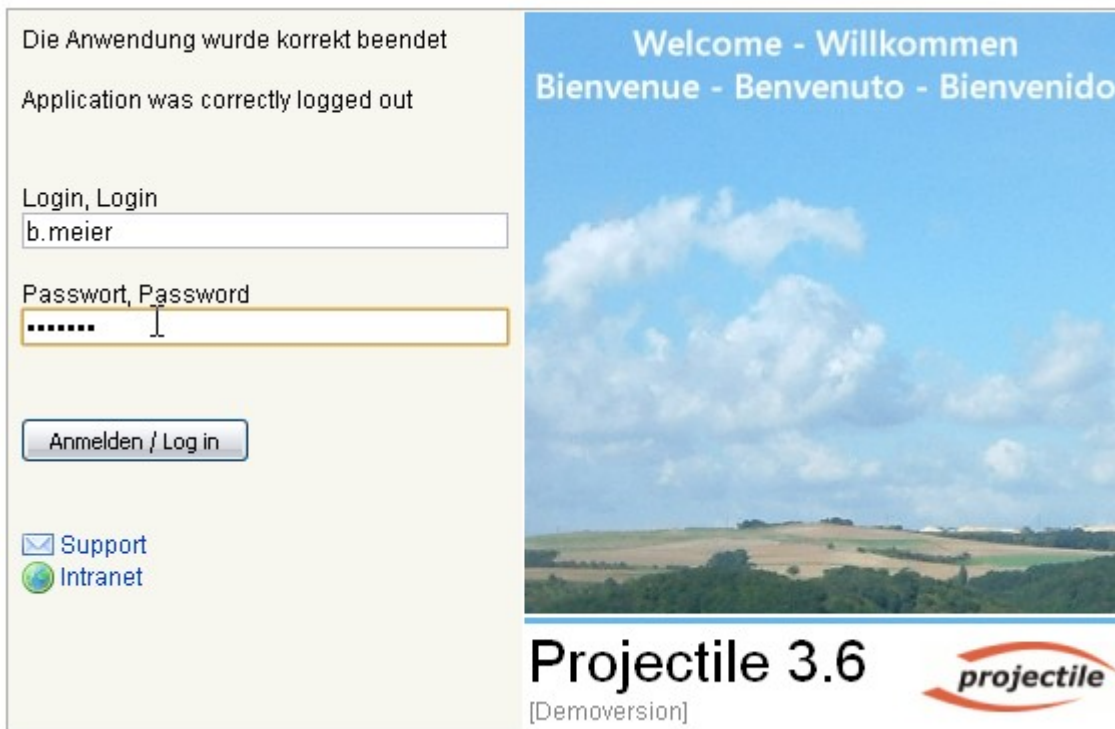 Die Anwendung wurde korrekt beendet
Application was correctly logged out
Login, Login
b.meier
Passwort, Password
•••••••
Anmelden / Log in
Support
Intranet
Welcome - Willkommen
Bienvenue - Benvenuto - Bienvenido
Projectile 3.6
[Demoversion]
projectile